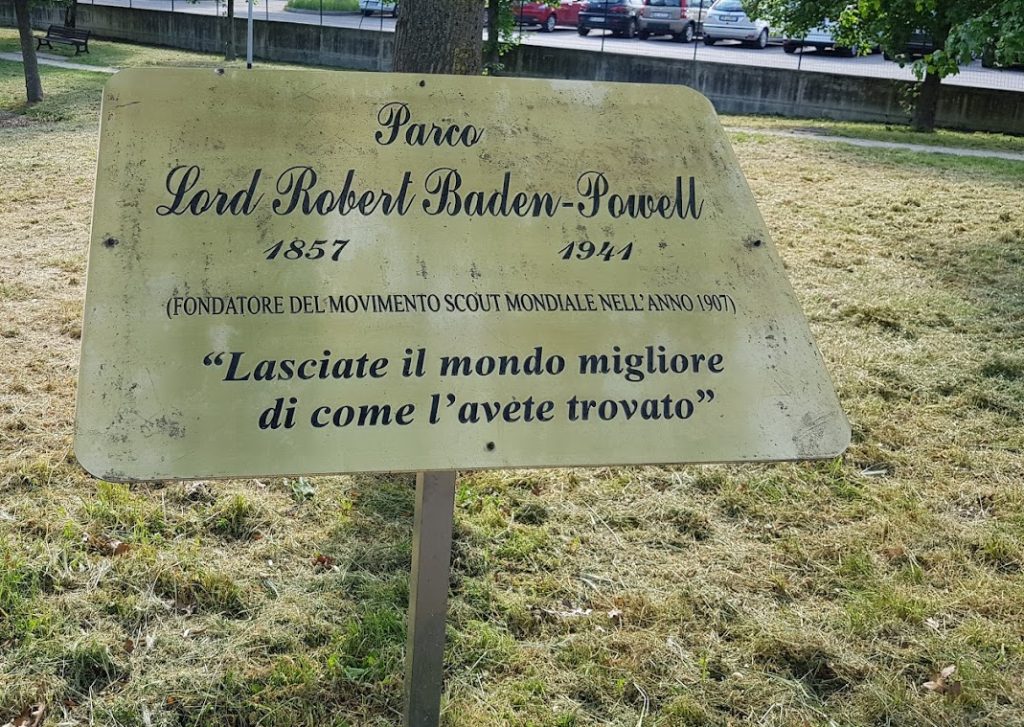 Parco
Lord Robert Baden-Powell
1857 1941
(FONDATORE DEL MOVIMENTO SCOUT MONDIALE NELL'ANNO 1907)
“Lasciate il mondo migliore
di come l'avete trovato”